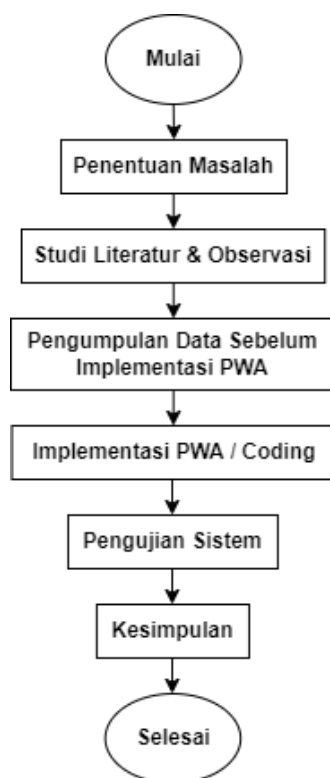 Mulai
Penentuan Masalah
Studi Literatur & Observasi
Pengumpulan Data Sebelum
Implementasi PWA
Implementasi PWA / Coding
Pengujian Sistem
Kesimpulan
Selesai